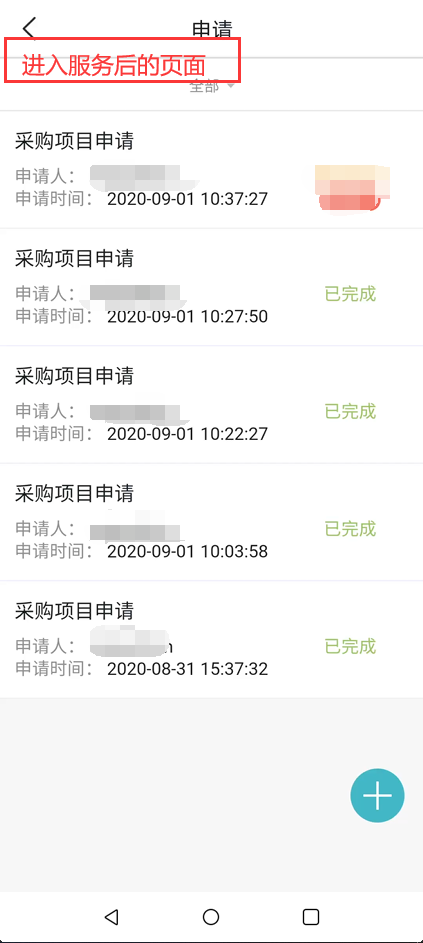 申请
进入服务后的页面
全部
采购项目申请
申请人：
申请时间： 2020-09-01 10:37:27
采购项目申请
申请人：
已完成
申请时间： 2020-09-01 10:27:50
采购项目申请
申请人：
已完成
申请时间： 2020-09-01 10:22:27
采购项目申请
申请人：
已完成
申请时间： 2020-09-01 10:03:58
采购项目申请
申请人：
已完成
申请时间： 2020-08-31 15:37:32